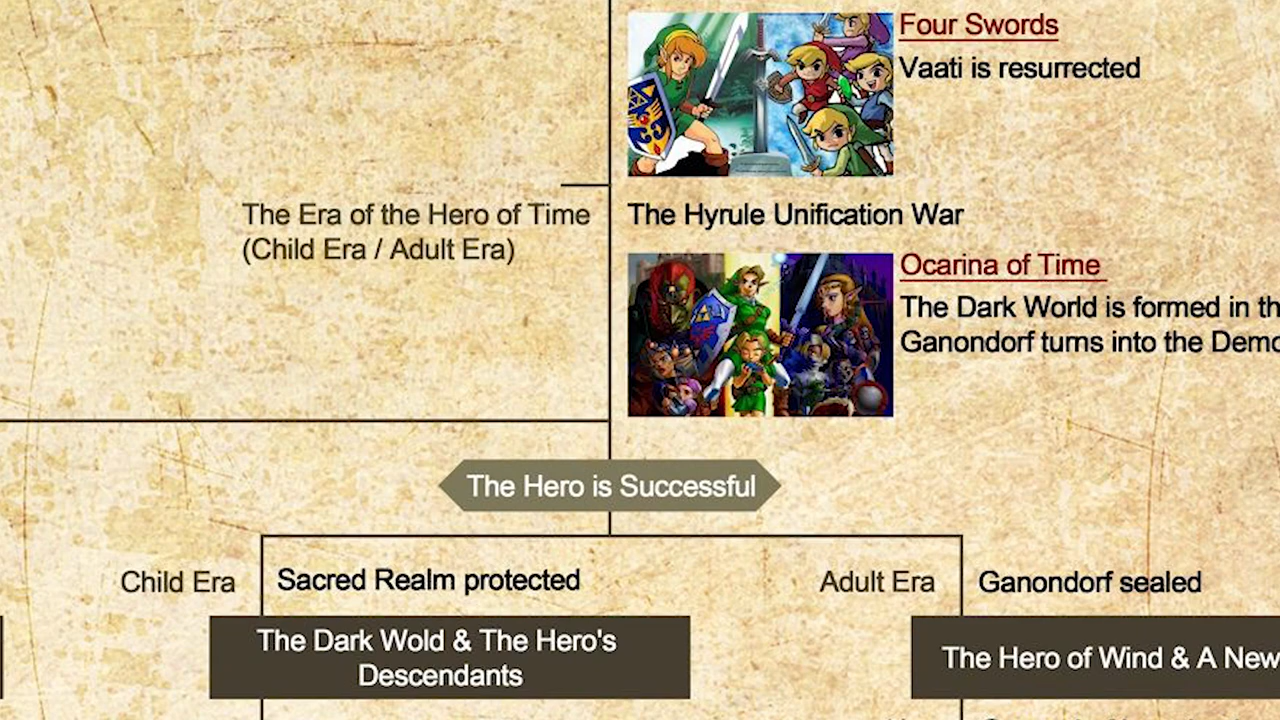 Four Swords
Vaati is resurrected
The Era of the Hero of Time
(Child Era / Adult Era)
The Hyrule Unification War
Ocarina of Time
The Dark World is formed in
Ganondorf turns into the
The Hero is Successful
Child Era
Sacred Realm protected
Adult Era
Ganondorf sealed
The Dark Wold & The Hero's
Descendants
The Hero of Wind & A New